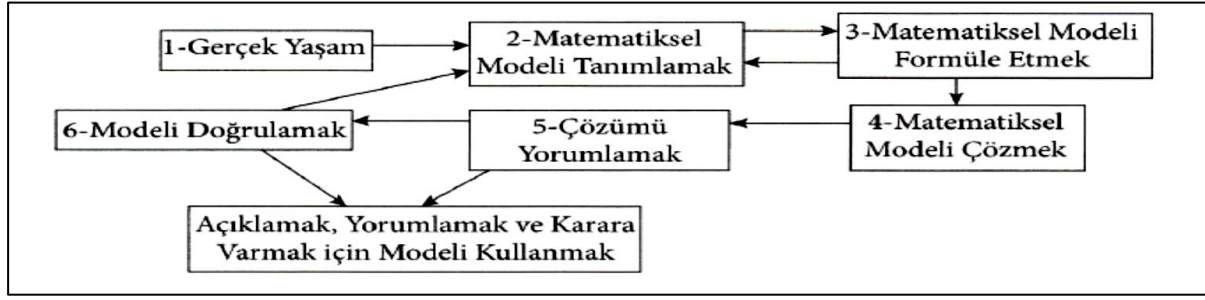 1-Gerçek Yaşam
2-Matematiksel
Modeli Tanımlamak
3-Matematiksel Modeli
Formüle Etmek
4-Matematiksel
Modeli Çözmek
5-Çözümü
Yorumlamak
6-Modeli Doğrulamak
Açıklamak, Yorumlamak ve Karara
Varmak için Modeli Kullanmak